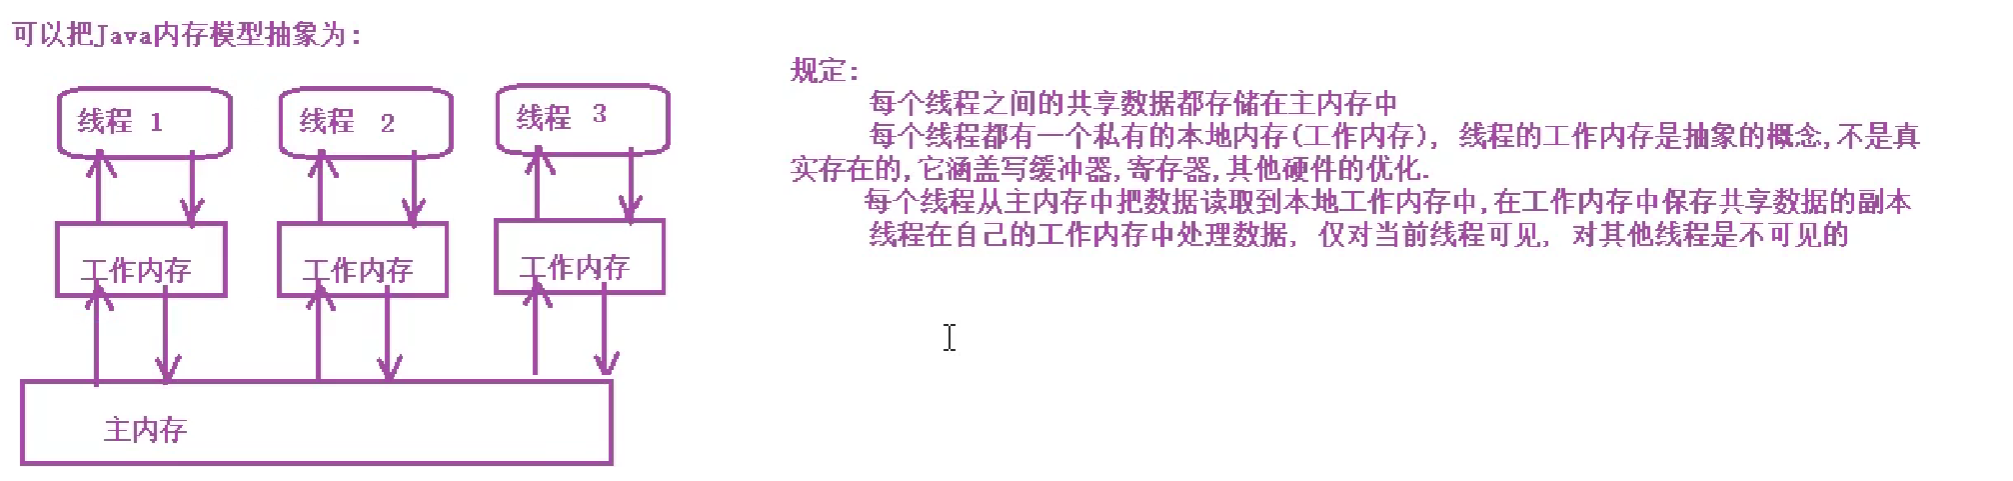 可以把Java内存模型抽象为:
线程 1
线程 2
线程 3
工作内存
工作内存
工作内存
主内存
规定:
每个线程之间的共享数据都存储在主内存中
每个线程都有一个私有的本地内存(工作内存), 线程的工作内存是抽象的概念,不是真
实存在的,它涵盖写缓冲器,寄存器,其他硬件的优化.
每个线程从主内存中把数据读取到本地工作内存中,在工作内存中保存共享数据的副本
线程在自己的工作内存中处理数据, 仅对当前线程可见, 对其他线程是不可见的